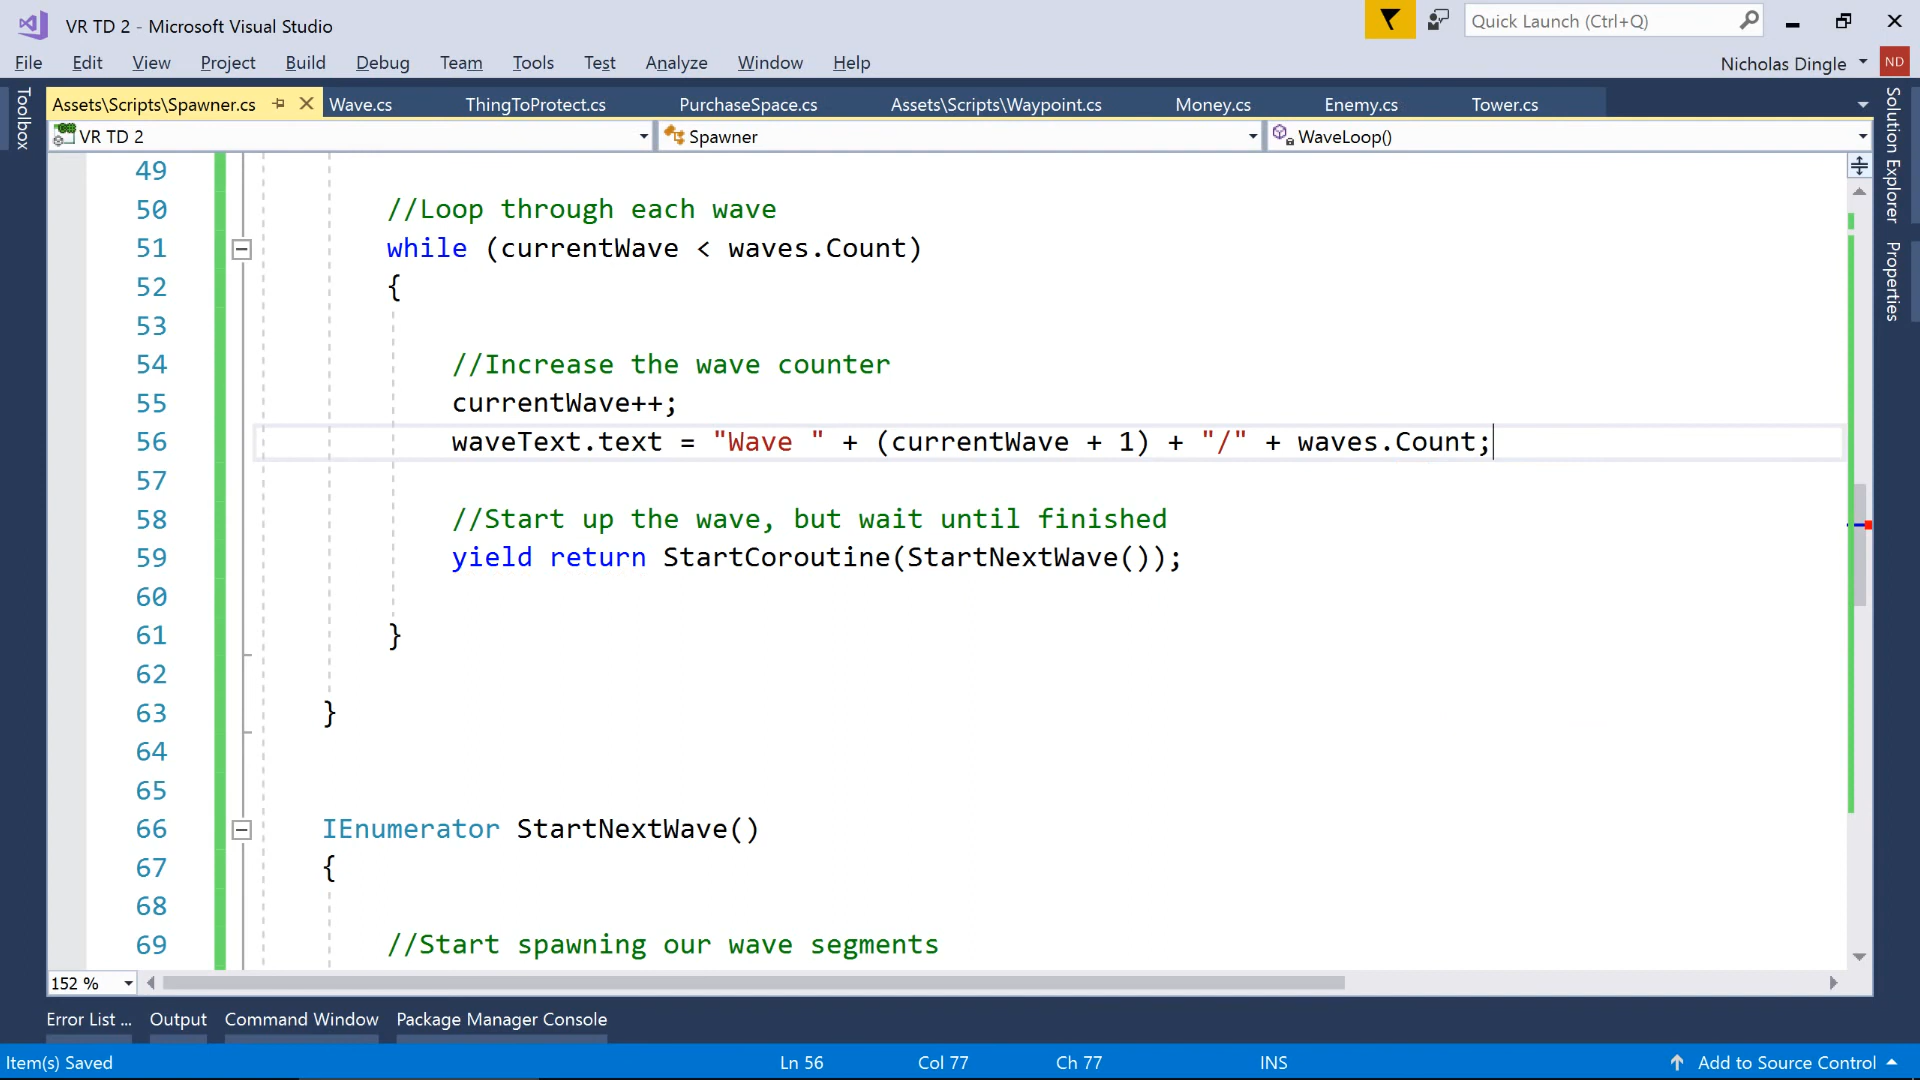 VR TD 2 - Microsoft Visual Studio
Quick Launch (Ctrl+Q)
File Edit View Project Build Debug Team Tools Test Analyze Window Help
Nicholas Dingle ND
Toolbox
Assets\Scripts\Spawner.cs Wave.cs ThingToProtect.cs PurchaseSpace.cs Assets\Scripts\Waypoint.cs Money.cs Enemy.cs Tower.cs
VR TD 2 Spawner WaveLoop()
Solution Explorer
Properties
49
50 //Loop through each wave
51 while (currentWave < waves.Count)
52 {
53
54 //Increase the wave counter
55 currentWave++;
56 waveText.text = "Wave " + (currentWave + 1) + "/" + waves.Count;
57
58 //Start up the wave, but wait until finished
59 yield return StartCoroutine(StartNextWave());
60
61 }
62
63 }
64
65
66 IEnumerator StartNextWave()
67 {
68
69 //Start spawning our wave segments
152 %
Error List ... Output Command Window Package Manager Console
Item(s) Saved Ln 56 Col 77 Ch 77 INS Add to Source Control